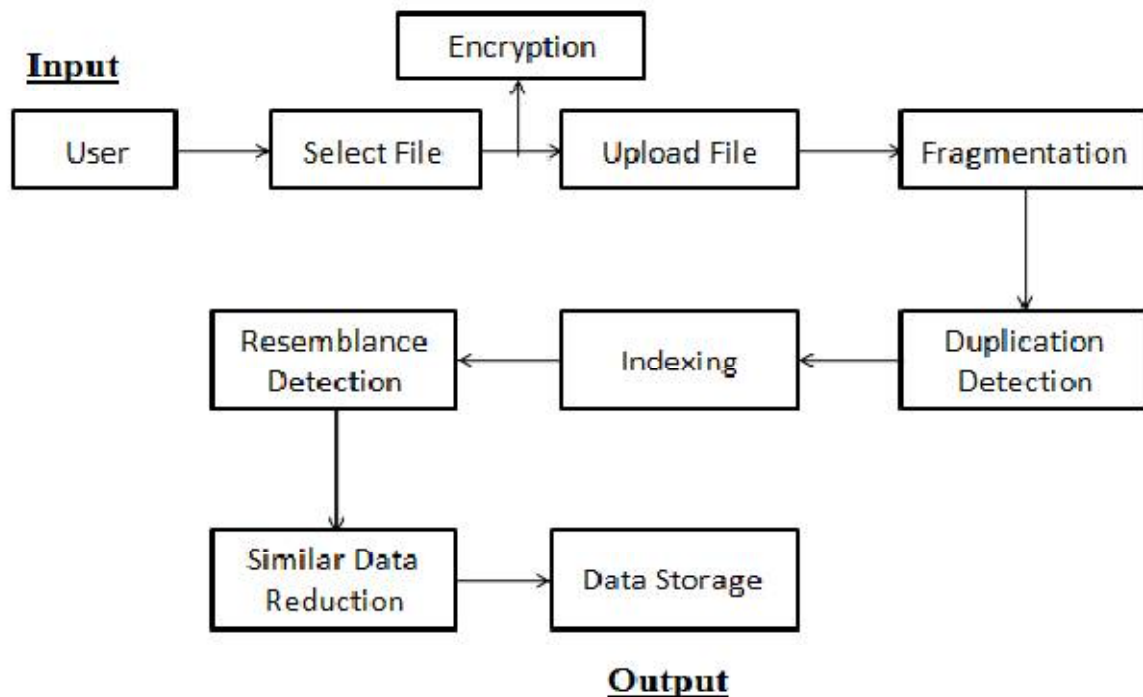 Encryption
Input
User
Select File
Upload File
Fragmentation
Duplication
Detection
Indexing
Resemblance
Detection
Similar Data
Reduction
Data Storage
Output